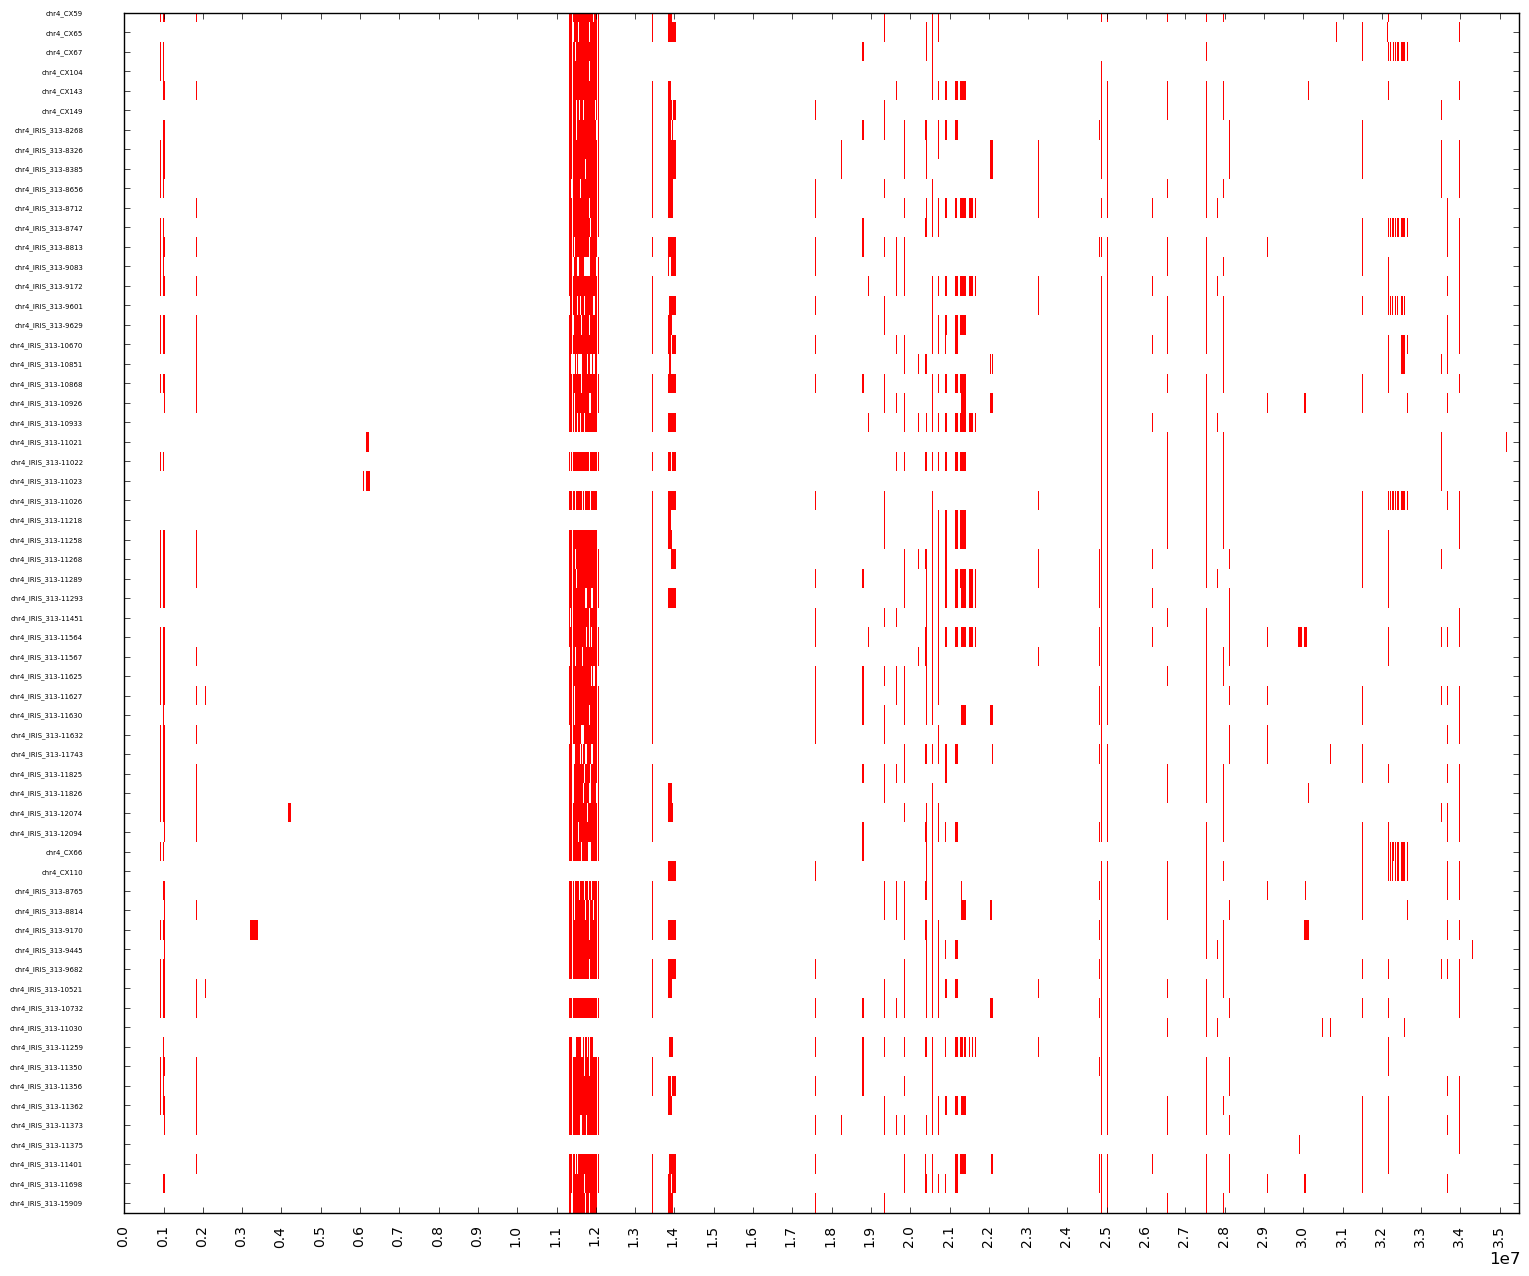 chr4_CX59
chr4_CX65
chr4_CX67
chr4_CX104
chr4_CX143
chr4_CX149
chr4_IRIS_313-8268
chr4_IRIS_313-8326
chr4_IRIS_313-8385
chr4_IRIS_313-8656
chr4_IRIS_313-8712
chr4_IRIS_313-8747
chr4_IRIS_313-8813
chr4_IRIS_313-9083
chr4_IRIS_313-9172
chr4_IRIS_313-9601
chr4_IRIS_313-9629
chr4_IRIS_313-10670
chr4_IRIS_313-10851
chr4_IRIS_313-10868
chr4_IRIS_313-10926
chr4_IRIS_313-10933
chr4_IRIS_313-11021
chr4_IRIS_313-11022
chr4_IRIS_313-11023
chr4_IRIS_313-11026
chr4_IRIS_313-11218
chr4_IRIS_313-11258
chr4_IRIS_313-11268
chr4_IRIS_313-11289
chr4_IRIS_313-11293
chr4_IRIS_313-11451
chr4_IRIS_313-11564
chr4_IRIS_313-11567
chr4_IRIS_313-11625
chr4_IRIS_313-11627
chr4_IRIS_313-11630
chr4_IRIS_313-11632
chr4_IRIS_313-11743
chr4_IRIS_313-11825
chr4_IRIS_313-11826
chr4_IRIS_313-12074
chr4_IRIS_313-12094
chr4_CX66
chr4_CX110
chr4_IRIS_313-8765
chr4_IRIS_313-8814
chr4_IRIS_313-9170
chr4_IRIS_313-9445
chr4_IRIS_313-9682
chr4_IRIS_313-10521
chr4_IRIS_313-10732
chr4_IRIS_313-11030
chr4_IRIS_313-11259
chr4_IRIS_313-11350
chr4_IRIS_313-11356
chr4_IRIS_313-11362
chr4_IRIS_313-11373
chr4_IRIS_313-11375
chr4_IRIS_313-11401
chr4_IRIS_313-11698
chr4_IRIS_313-15909
0.0 0.1 0.2 0.3 0.4 0.5 0.6 0.7 0.8 0.9 1.0 1.1 1.2 1.3 1.4 1.5 1.6 1.7 1.8 1.9 2.0 2.1 2.2 2.3 2.4 2.5 2.6 2.7 2.8 2.9 3.0 3.1 3.2 3.3 3.4 3.5
1e7